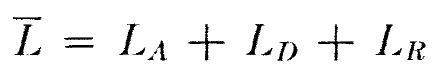 L̅ = L_A + L_D + L_R